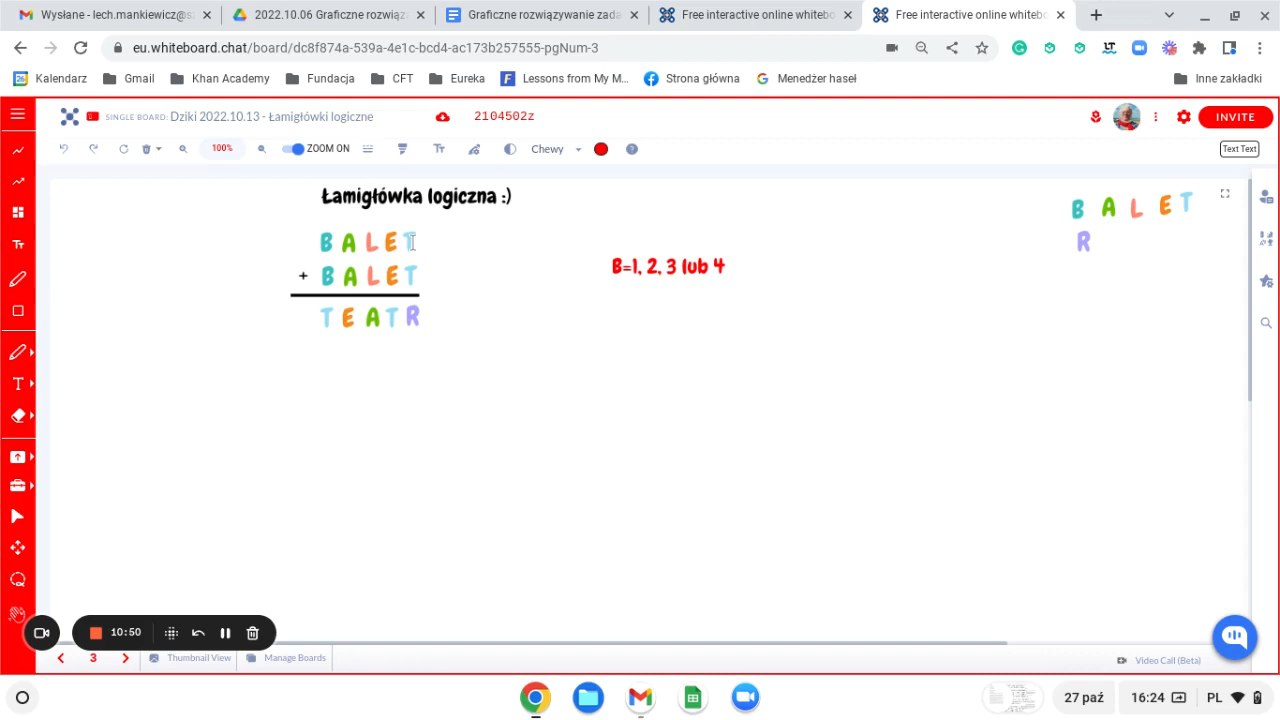 Wysłane - lech.mankiewicz@s
2022.10.06 Graficzne rozwiąz
Graficzne rozwiązywanie zada
Free interactive online whitebo
Free interactive online whitebo
eu.whiteboard.chat/board/dc8f874a-539a-4e1c-bcd4-ac173b257555-pgNum-3
Kalendarz
Gmail
Khan Academy
Fundacja
CFT
Eureka
Lessons from My M...
Strona główna
Menedżer haseł
Inne zakładki
SINGLE BOARD: Dziki 2022.10.13 - Łamigłówki logiczne
2104502z
INVITE
100%
ZOOM ON
Chewy
Text Text
Łamigłówka logiczna :)
B A L E T
+ B A L E T
T E A T R
B=1, 2, 3 lub 4
B A L E T
R
10:50
3
Thumbnail View
Manage Boards
Video Call (Beta)
27 paź
16:24
PL